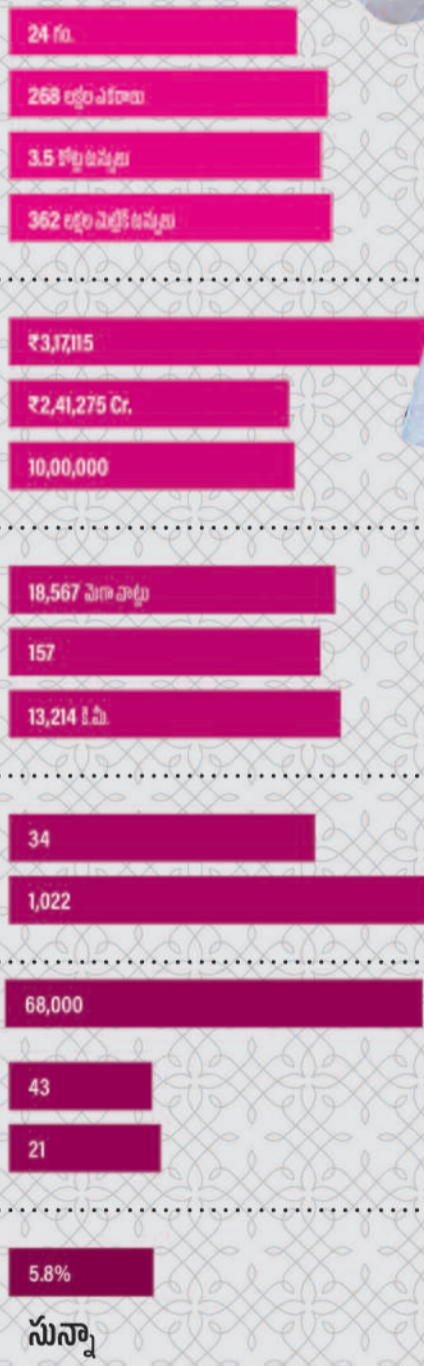 24 గం.
268 లక్షల ఎకరాలు
3.5 కోట్ల టన్నులు
362 లక్షల మెట్రిక్ టన్నులు
₹3,17,115
₹2,41,275 Cr.
10,00,000
18,567 మెగా వాట్లు
157
13,214 కి.మీ.
34
1,022
68,000
43
21
5.8%
సున్నా